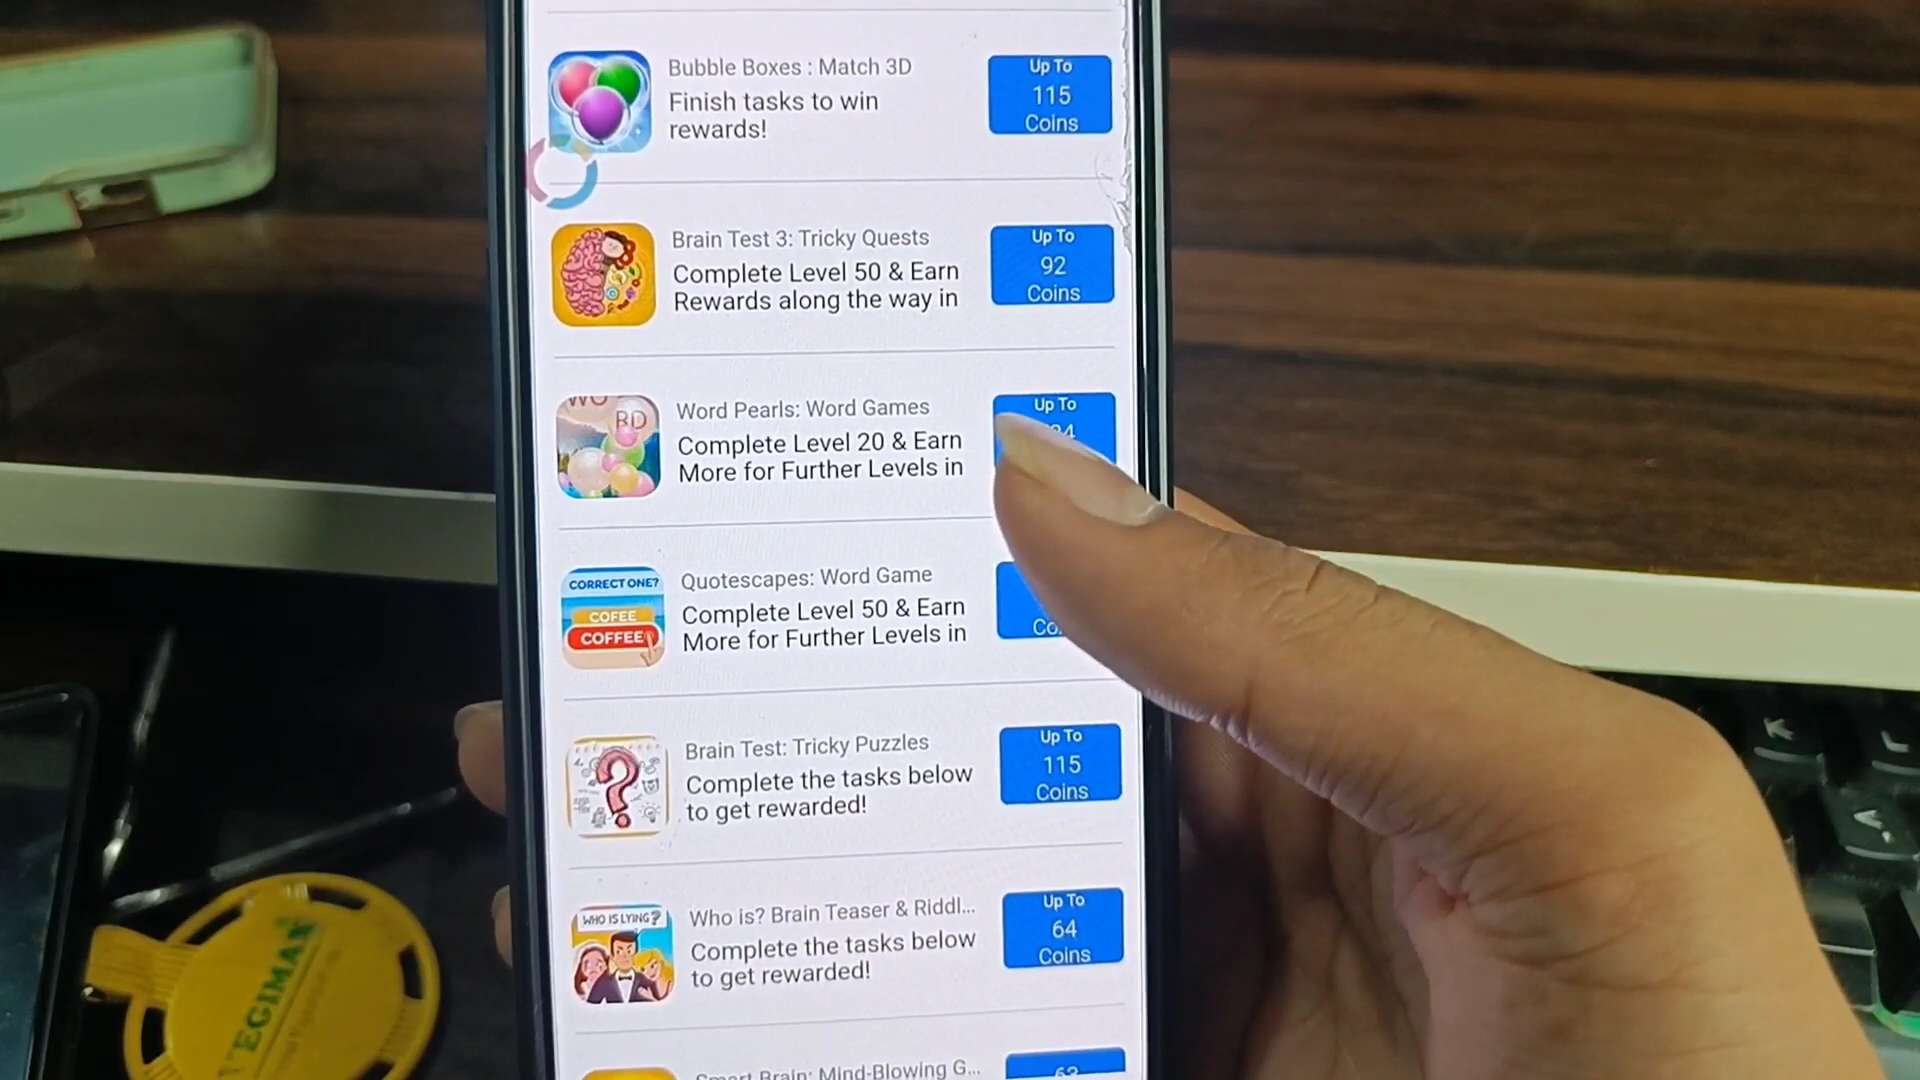 Bubble Boxes : Match 3D
Finish tasks to win
rewards!
Up To
115
Coins
Brain Test 3: Tricky Quests
Complete Level 50 & Earn
Rewards along the way in
Up To
92
Coins
WO
RD
Word Pearls: Word Games
Complete Level 20 & Earn
More for Further Levels in
Up To
CORRECT ONE?
COFEE
COFFEE
Quotescapes: Word Game
Complete Level 50 & Earn
More for Further Levels in
Brain Test: Tricky Puzzles
Complete the tasks below
to get rewarded!
Up To
115
Coins
WHO IS LYING?
Who is? Brain Teaser & Riddl...
Complete the tasks below
to get rewarded!
Up To
64
Coins
Smart Brain: Mind-Blowing G...
63
VEGIMAX
K
L